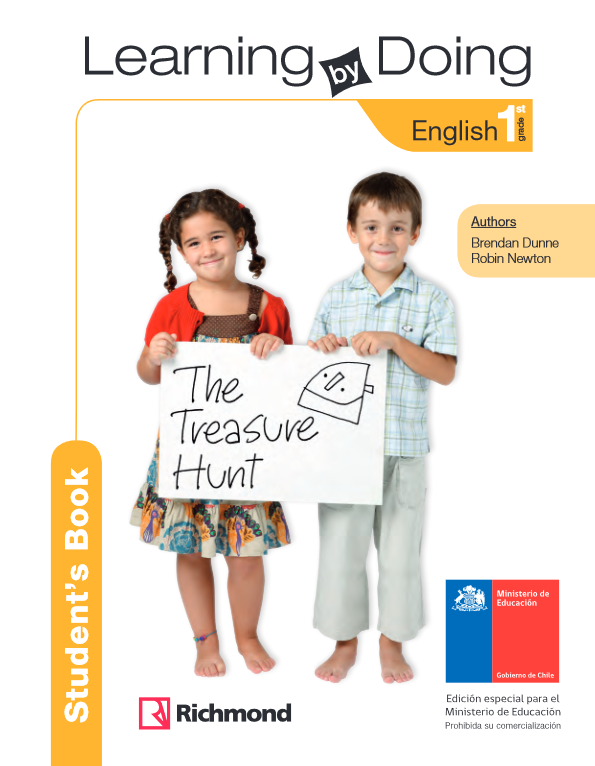 Learning by Doing
English 1st grade
Authors
Brendan Dunne
Robin Newton
The
Treasure
Hunt
Student's Book
Ministerio de
Educación
Gobierno de Chile
Richmond
Edición especial para el
Ministerio de Educación
Prohibida su comercialización